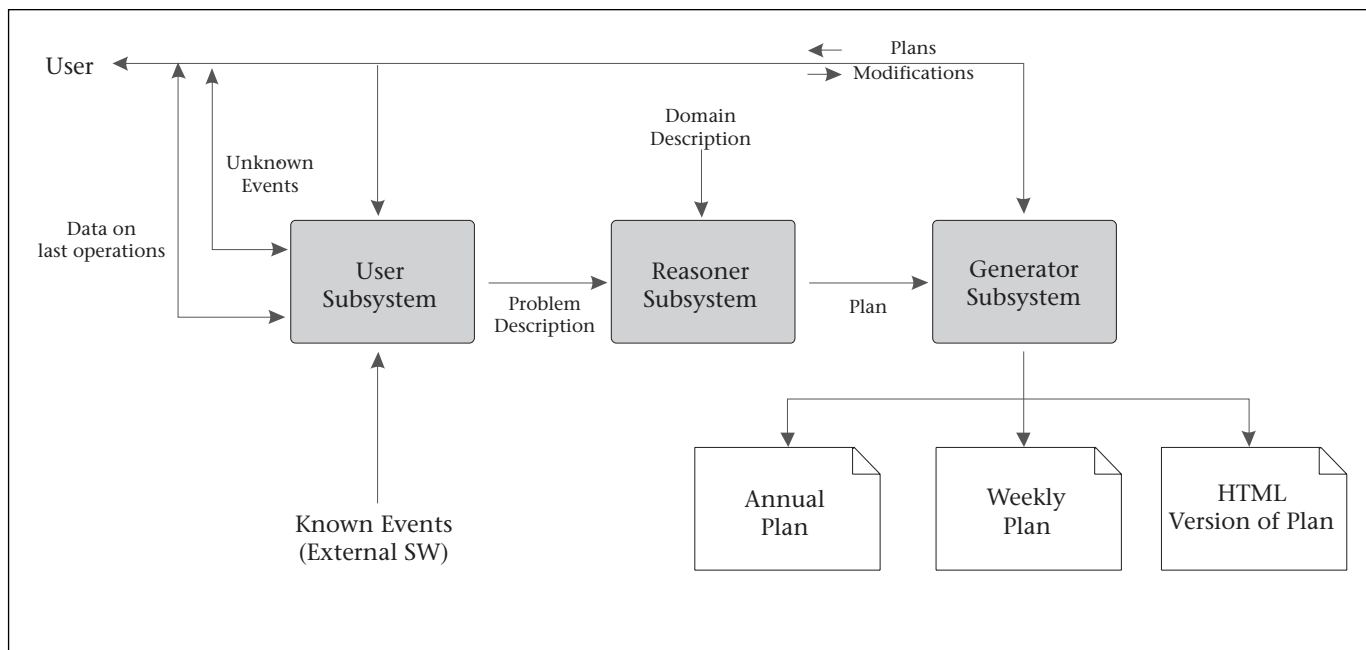 Plans
User
Modifications
Domain
Description
Unknown
Events
Data on
last operations
User
Subsystem
Reasoner
Subsystem
Generator
Subsystem
Problem
Description
Plan
Annual
Plan
Weekly
Plan
HTML
Version of Plan
Known Events
(External SW)